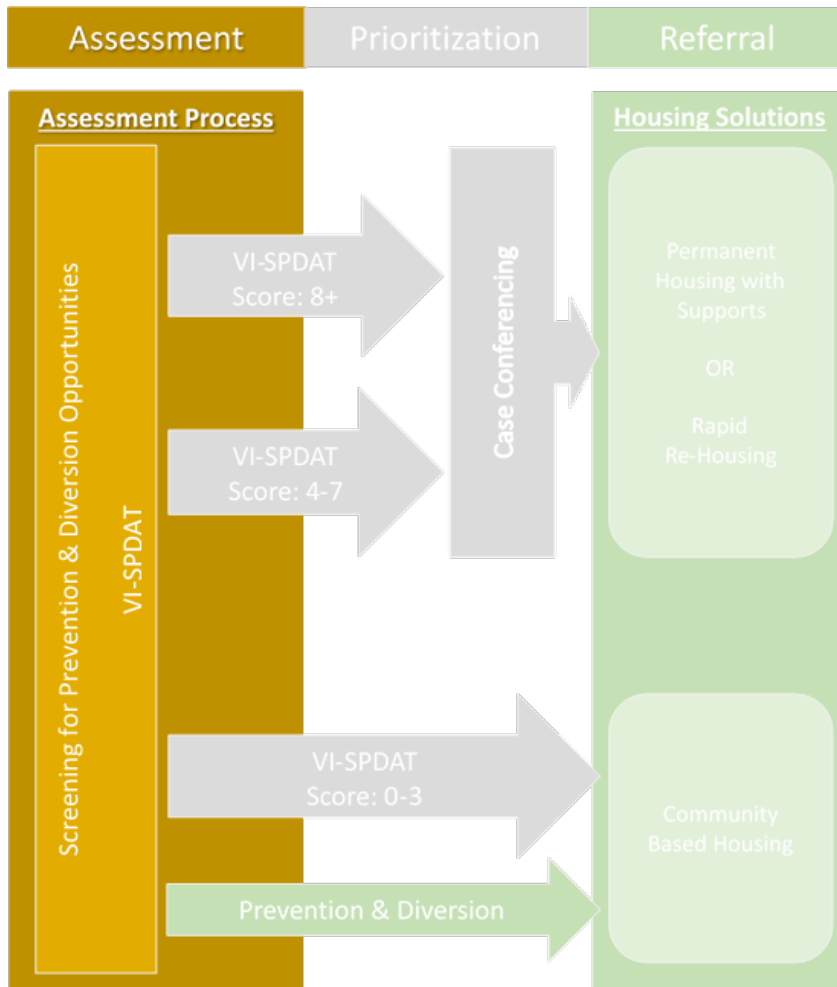 Assessment
Prioritization
Referral
Assessment Process
Screening for Prevention & Diversion Opportunities
VI-SPDAT
VI-SPDAT
Score: 8+
VI-SPDAT
Score: 4-7
Case Conferencing
Housing Solutions
Permanent
Housing with
Supports
OR
Rapid
Re-Housing
VI-SPDAT
Score: 0-3
Prevention & Diversion
Community
Based Housing